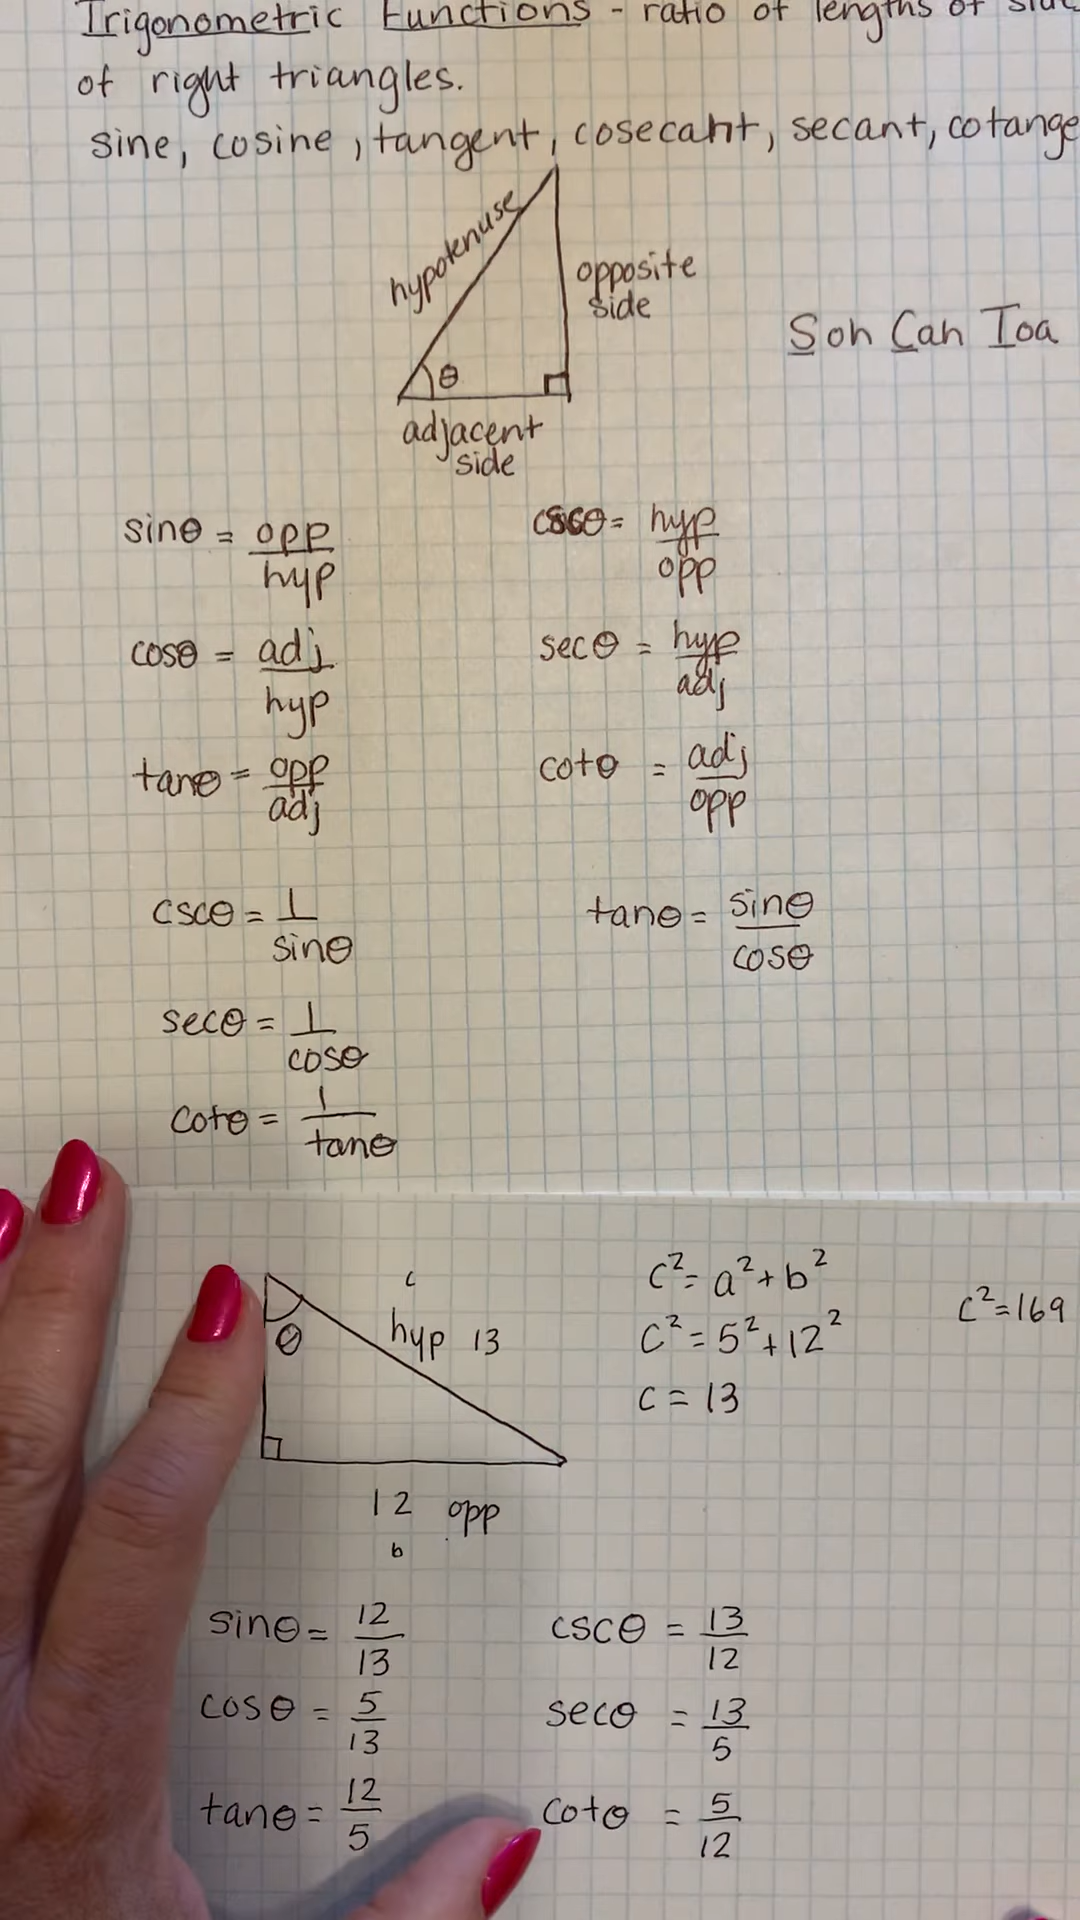 Trigonometric Functions - ratio of lengths of
of right triangles.
sine, cosine, tangent, cosecant, secant, cotange
hypotenuse
opposite
side
Soh Cah Toa
θ
adjacent
side
sinθ = opp/hyp
cscθ = hyp/opp
cosθ = adj/hyp
secθ = hyp/adj
tanθ = opp/adj
cotθ = adj/opp
cscθ = 1/sinθ
tanθ = sinθ/cosθ
secθ = 1/cosθ
cotθ = 1/tanθ
c
hyp 13
θ
12 opp
b
c² = a² + b²
c² = 5² + 12²
c = 13
c² = 169
sinθ = 12/13
cscθ = 13/12
cosθ = 5/13
secθ = 13/5
tanθ = 12/5
cotθ = 5/12